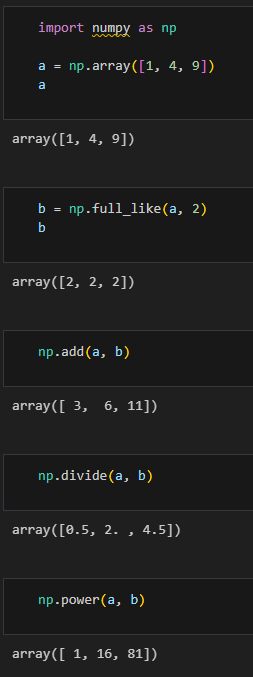 import numpy as np
a = np.array([1, 4, 9])
a
array([1, 4, 9])
b = np.full_like(a, 2)
b
array([2, 2, 2])
np.add(a, b)
array([ 3,  6, 11])
np.divide(a, b)
array([0.5, 2. , 4.5])
np.power(a, b)
array([ 1, 16, 81])